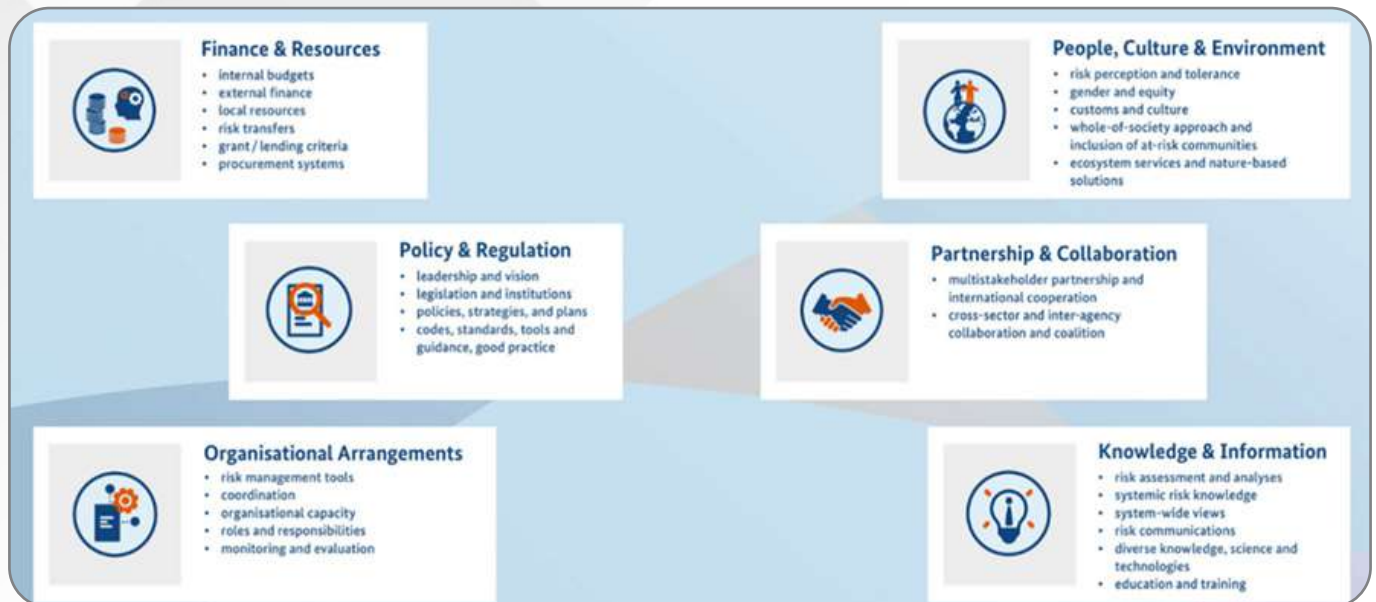 Finance & Resources
• internal budgets
• external finance
• local resources
• risk transfers
• grant / lending criteria
• procurement systems
People, Culture & Environment
• risk perception and tolerance
• gender and equity
• customs and culture
• whole-of-society approach and
inclusion of at-risk communities
• ecosystem services and nature-based
solutions
Policy & Regulation
• leadership and vision
• legislation and institutions
• policies, strategies, and plans
• codes, standards, tools and
guidance, good practice
Partnership & Collaboration
• multistakeholder partnership and
international cooperation
• cross-sector and inter-agency
collaboration and coalition
Organisational Arrangements
• risk management tools
• coordination
• organisational capacity
• roles and responsibilities
• monitoring and evaluation
Knowledge & Information
• risk assessment and analyses
• systemic risk knowledge
• system-wide views
• risk communications
• diverse knowledge, science and
technologies
• education and training